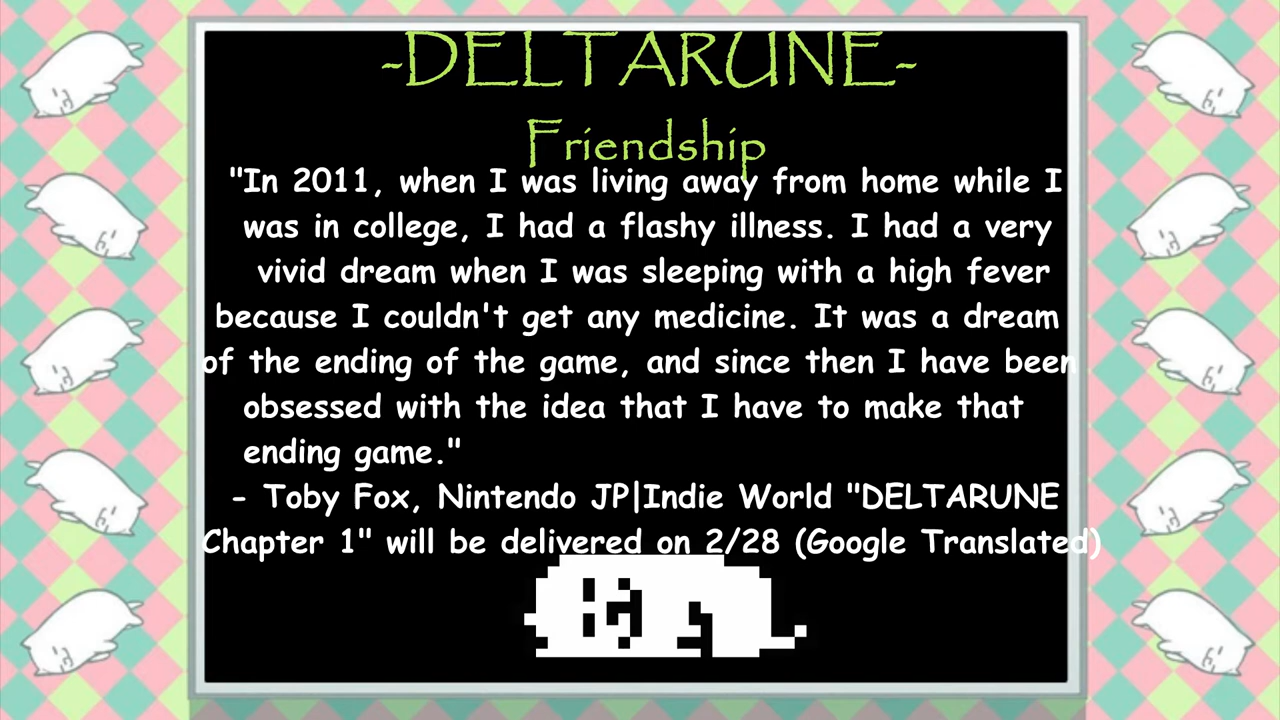 -DELTARUNE-
Friendship
"In 2011, when I was living away from home while I
was in college, I had a flashy illness. I had a very
vivid dream when I was sleeping with a high fever
because I couldn't get any medicine. It was a dream
of the ending of the game, and since then I have been
obsessed with the idea that I have to make that
ending game."
- Toby Fox, Nintendo JP|Indie World "DELTARUNE
Chapter 1" will be delivered on 2/28 (Google Translated)